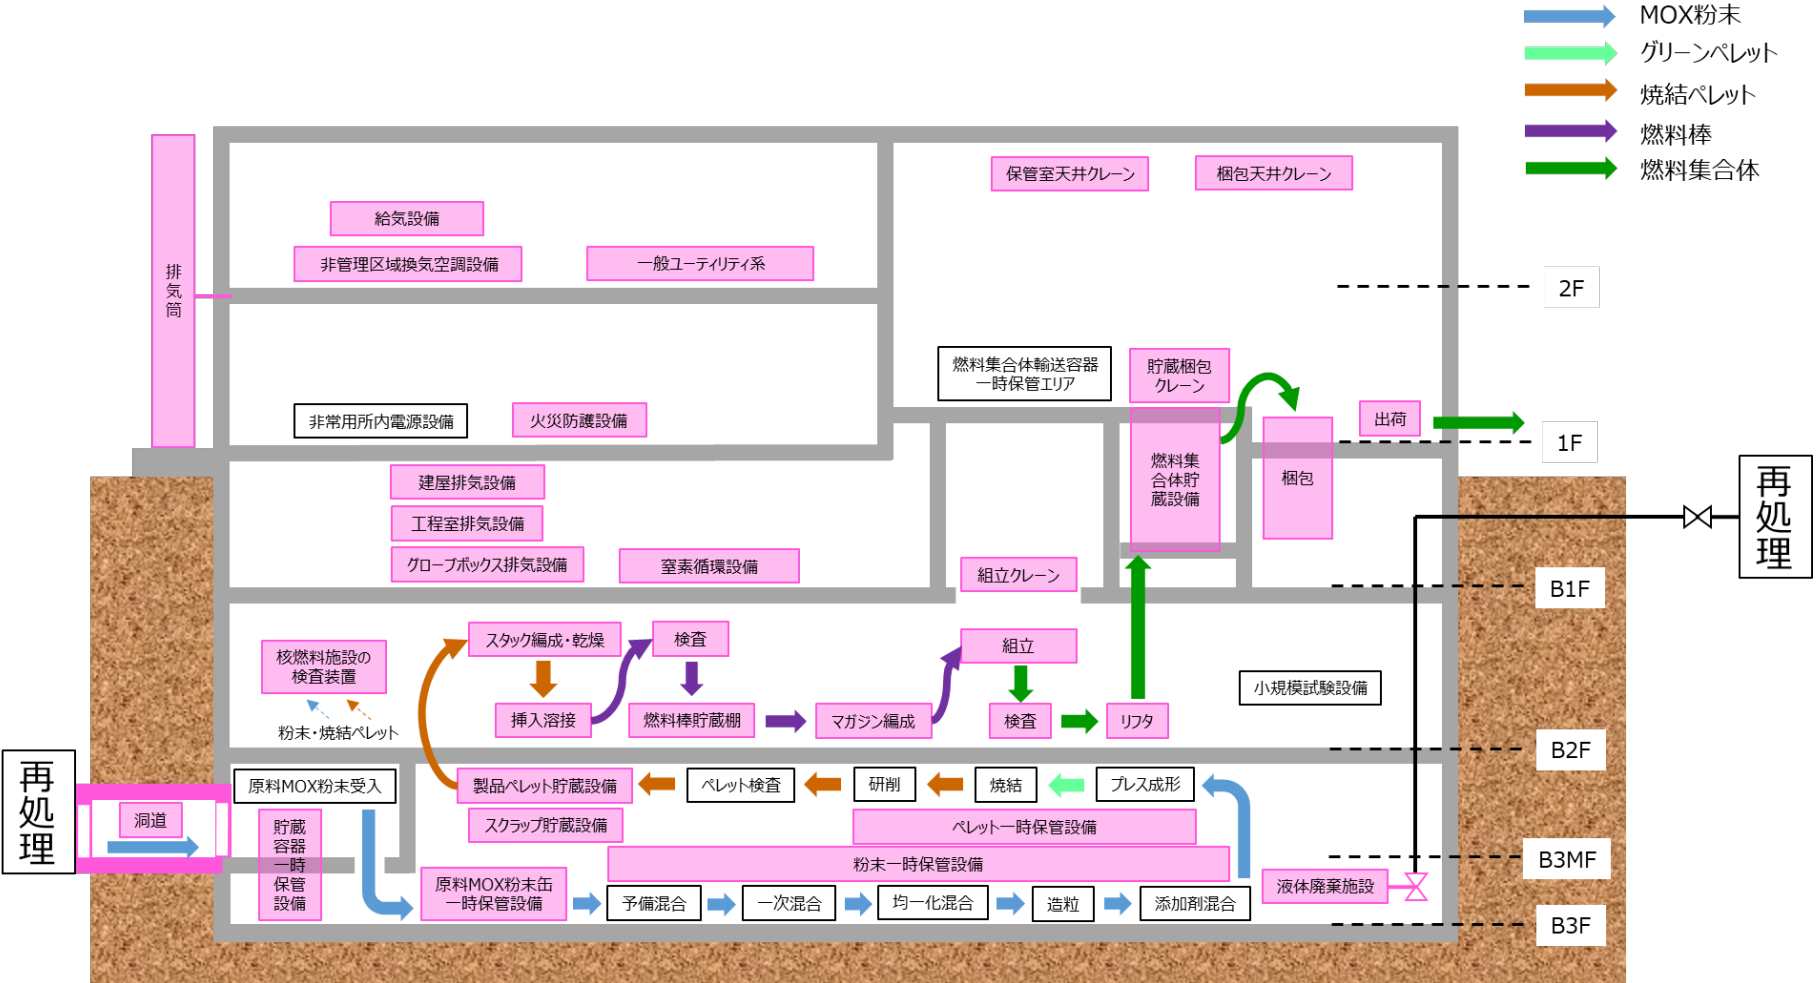 MOX粉末
グリーンペレット
焼結ペレット
燃料棒
燃料集合体
保管室天井クレーン
梱包天井クレーン
排気筒
給気設備
非管理区域換気空調設備
一般ユーティリティ系
2F
燃料集合体輸送容器
一時保管エリア
貯蔵梱包
クレーン
非常用所内電源設備
火災防護設備
出荷
1F
燃料集
合体貯
蔵設備
梱包
建屋排気設備
工程室排気設備
グローブボックス排気設備
窒素循環設備
再処理
組立クレーン
B1F
核燃料施設の
検査装置
粉末・焼結ペレット
スタック編成・乾燥
検査
組立
挿入溶接
燃料棒貯蔵棚
マガジン編成
検査
リフタ
小規模試験設備
B2F
再処理
洞道
原料MOX粉末受入
製品ペレット貯蔵設備
ペレット検査
研削
焼結
プレス成形
貯蔵
容器
一時
保管
設備
スクラップ貯蔵設備
ペレット一時保管設備
粉末一時保管設備
B3MF
原料MOX粉末缶
一時保管設備
予備混合
一次混合
均一化混合
造粒
添加剤混合
液体廃棄施設
B3F